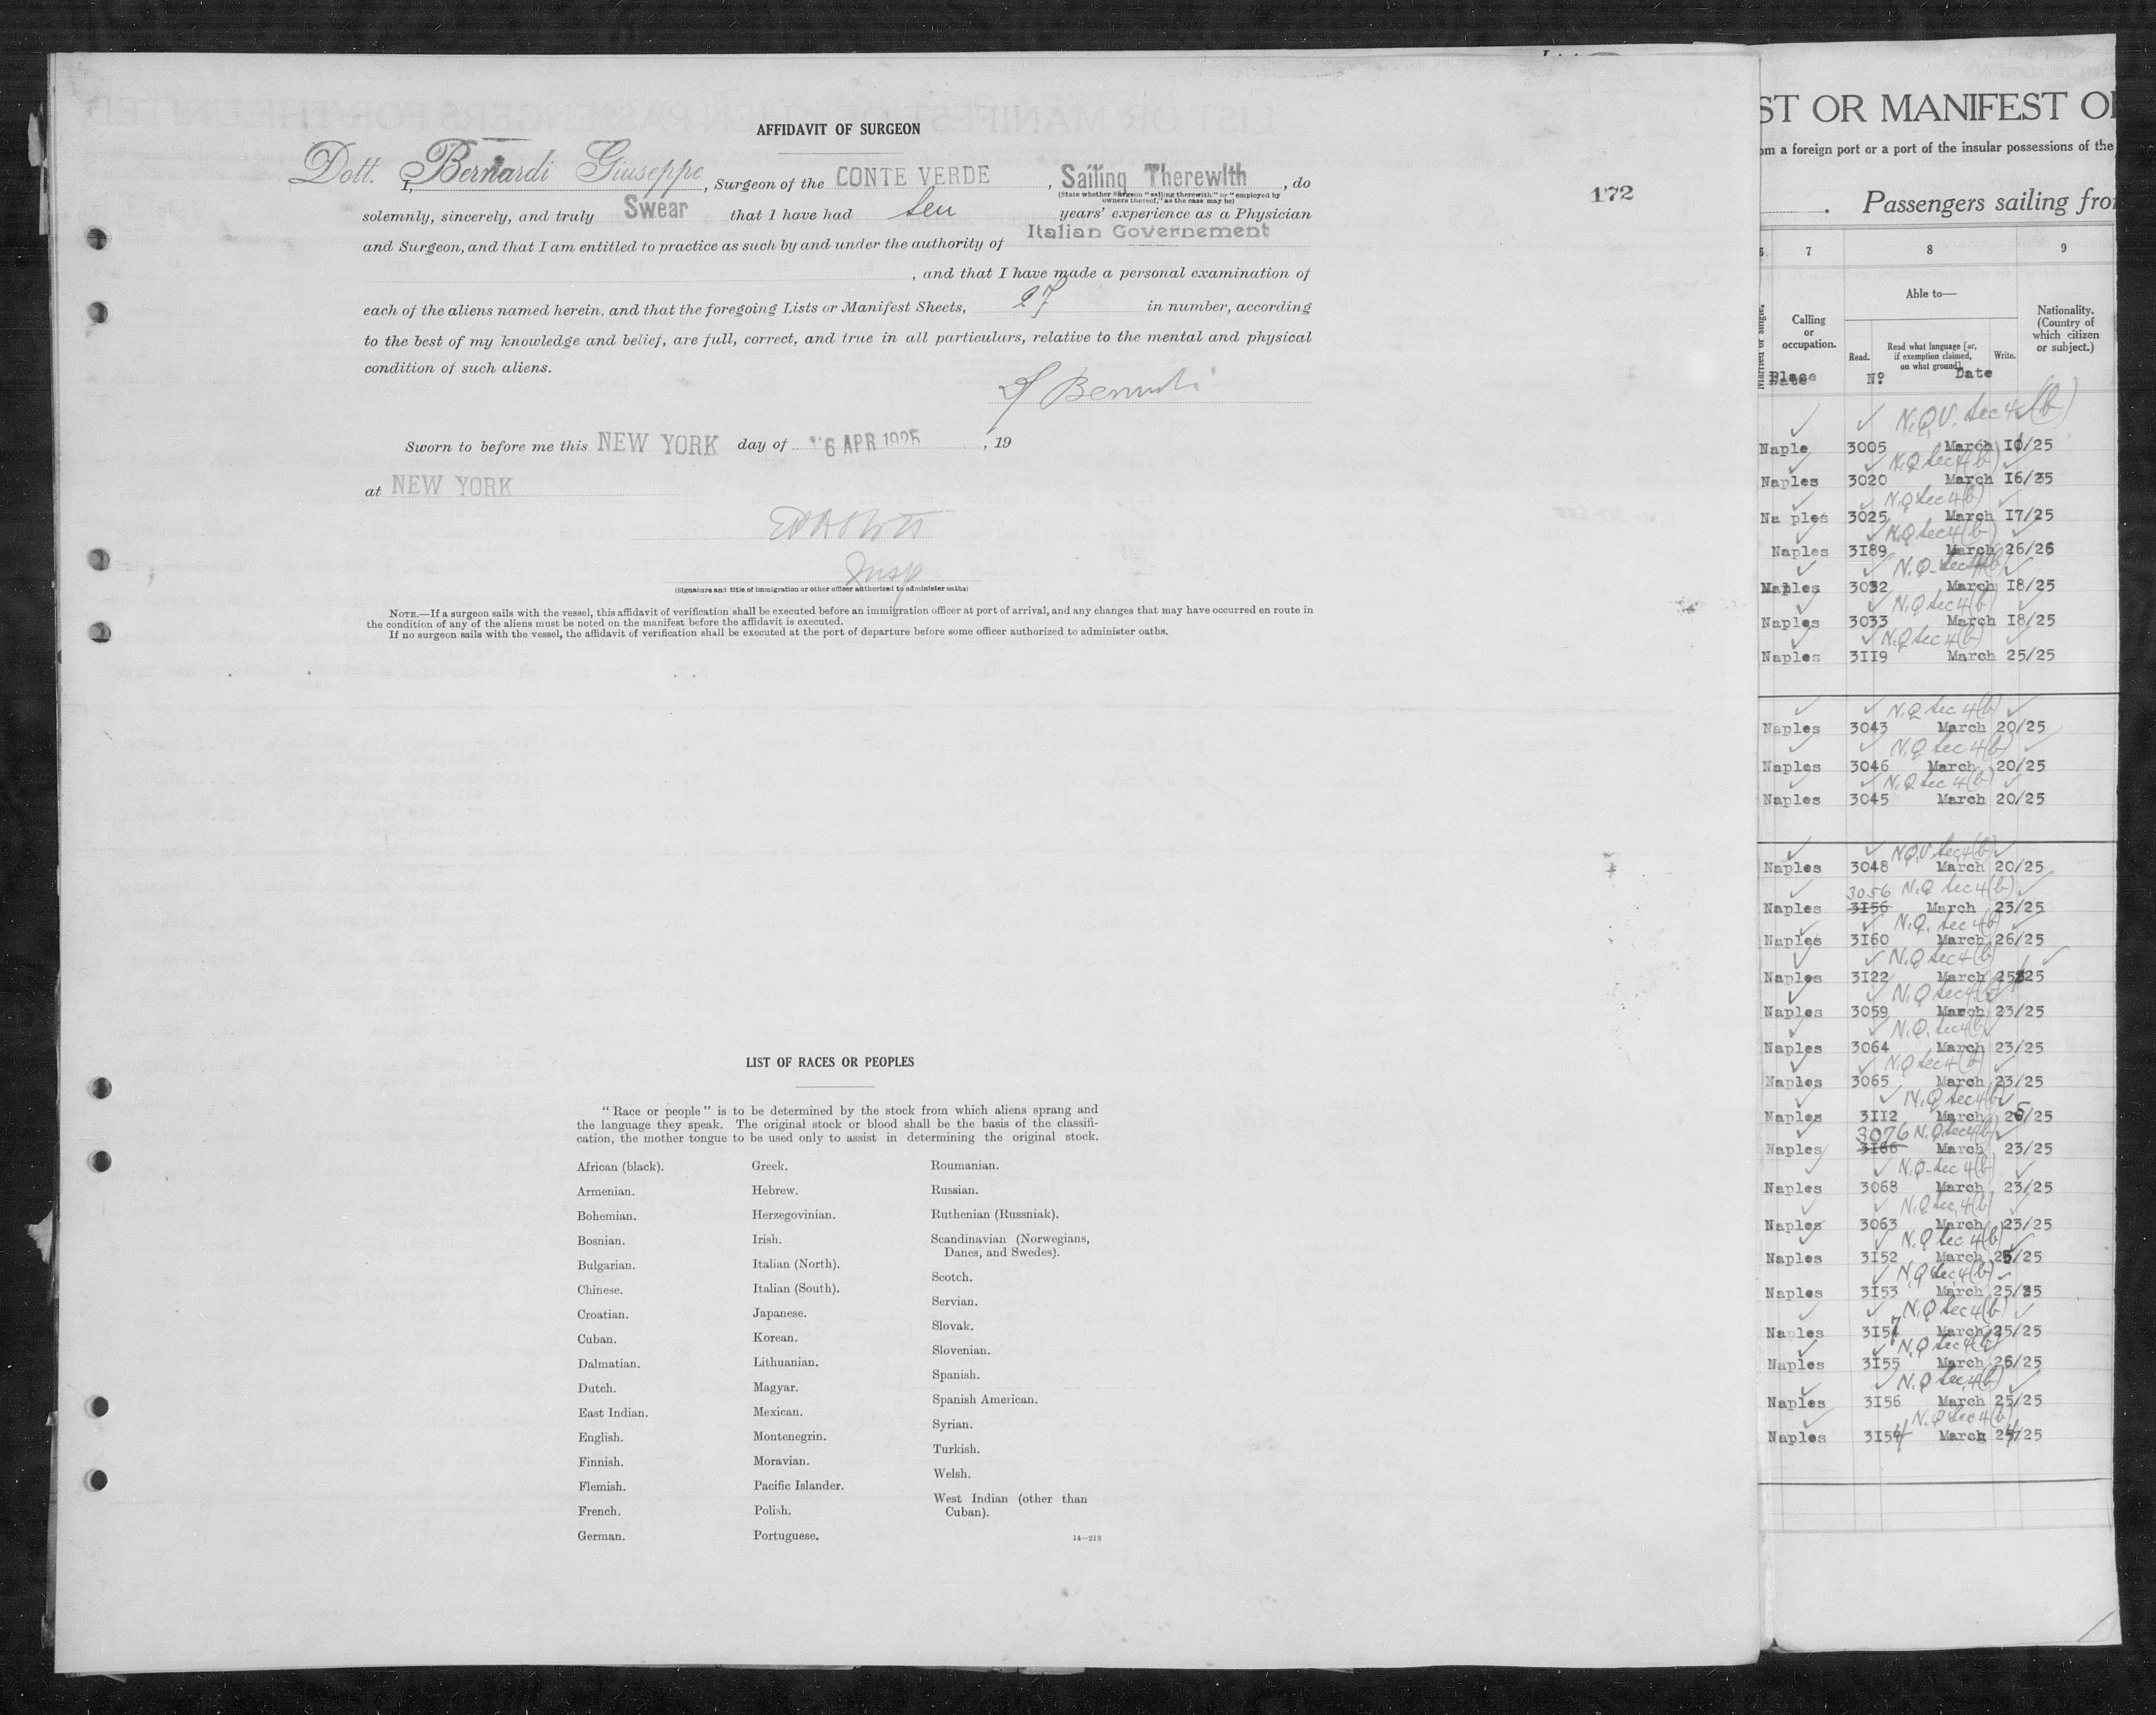 AFFIDAVIT OF SURGEON
Dott. I, Bernardi Giuseppe, Surgeon of the CONTE VERDE, Sailing Therewith, do
(State whether Surgeon "sailing therewith" or "employed by
owners thereof," as the case may be)
172
solemnly, sincerely, and truly Swear that I have had ten years' experience as a Physician
and Surgeon, and that I am entitled to practice as such by and under the authority of Italian Governement
, and that I have made a personal examination of
each of the aliens named herein, and that the foregoing Lists or Manifest Sheets, 27 in number, according
to the best of my knowledge and belief, are full, correct, and true in all particulars, relative to the mental and physical
condition of such aliens.
Sworn to before me this NEW YORK day of 6 APR 1925, 19
at NEW YORK
Insp
(Signature and title of immigration or other officer authorized to administer oaths)
NOTE.—If a surgeon sails with the vessel, this affidavit of verification shall be executed before an immigration officer at port of arrival, and any changes that may have occurred en route in
the condition of any of the aliens must be noted on the manifest before the affidavit is executed.
If no surgeon sails with the vessel, the affidavit of verification shall be executed at the port of departure before some officer authorized to administer oaths.
LIST OF RACES OR PEOPLES
"Race or people" is to be determined by the stock from which aliens sprang and
the language they speak. The original stock or blood shall be the basis of the classifi-
cation, the mother tongue to be used only to assist in determining the original stock.
African (black).
Armenian.
Bohemian.
Bosnian.
Bulgarian.
Chinese.
Croatian.
Cuban.
Dalmatian.
Dutch.
East Indian.
English.
Finnish.
Flemish.
French.
German.
Greek.
Hebrew.
Herzegovinian.
Irish.
Italian (North).
Italian (South).
Japanese.
Korean.
Lithuanian.
Magyar.
Mexican.
Montenegrin.
Moravian.
Pacific Islander.
Polish.
Portuguese.
Roumanian.
Russian.
Ruthenian (Russniak).
Scandinavian (Norwegians,
Danes, and Swedes).
Scotch.
Servian.
Slovak.
Slovenian.
Spanish.
Spanish American.
Syrian.
Turkish.
Welsh.
West Indian (other than
Cuban).
14—213
ST OR MANIFEST O
om a foreign port or a port of the insular possessions of the
Passengers sailing fro
7 8 9
Able to—
Calling
or
occupation.
Read.
Read what language [or,
if exemption claimed,
on what ground].
Write.
Nationality.
(Country of
which citizen
or subject.)
Place Nº Date
N.Q.V. Sec 4 (b)
Naple 3005 March 10/25
N.Q Sec 4(b)
Naples 3020 March 16/25
N.Q Sec 4(b)
Na ples 3025 March 17/25
N.Q Sec 4(b)
Naples 3189 March 26/26
N.Q. Sec 4(b)
Naples 3032 March 18/25
N.Q Sec 4(b)
Naples 3033 March 18/25
N.Q Sec 4(b)
Naples 3119 March 25/25
N.Q Sec 4(b)
Naples 3043 March 20/25
N.Q Sec 4(b)
Naples 3046 March 20/25
N.Q Sec 4(b)
Naples 3045 March 20/25
N.Q.V Sec 4(b)
Naples 3048 March 20/25
3056 N.Q Sec 4(b)
Naples 3156 March 23/25
N.Q. Sec 4(b)
Naples 3160 March 26/25
N.Q Sec 4(b)
Naples 3122 March 25/25
N.Q Sec 4(b)
Naples 3059 March 23/25
N.Q. Sec 4(b)
Naples 3064 March 23/25
N.Q Sec 4(b)
Naples 3065 March 23/25
N.Q Sec 4(b)
Naples 3112 March 25/25
3076 N.Q Sec 4(b)
Naples 3166 March 23/25
N.Q. Sec 4(b)
Naples 3068 March 23/25
N.Q Sec 4(b)
Naples 3063 March 23/25
N.Q Sec 4(b)
Naples 3152 March 25/25
N.Q Sec 4(b)
Naples 3153 March 25/25
N.Q Sec 4(b)
Naples 3157 March 25/25
N.Q Sec 4(b)
Naples 3155 March 26/25
N.Q Sec 4(b)
Naples 3156 March 25/25
N.Q Sec 4(b)
Naples 3154 March 24/25